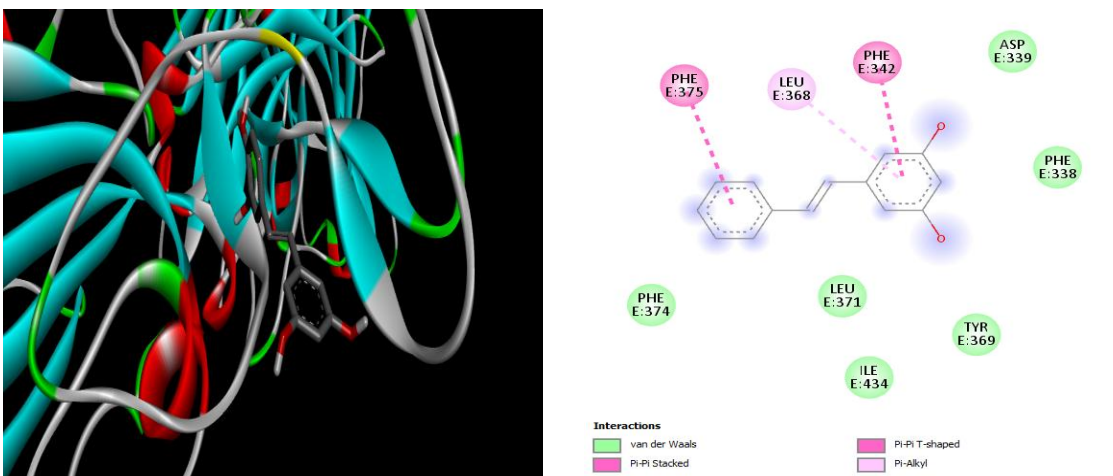 ASP
E:339
PHE
E:342
PHE
E:375
LEU
E:368
O
PHE
E:338
O
LEU
E:371
PHE
E:374
TYR
E:369
ILE
E:434
Interactions
van der Waals
Pi-Pi Stacked
Pi-Pi T-shaped
Pi-Alkyl